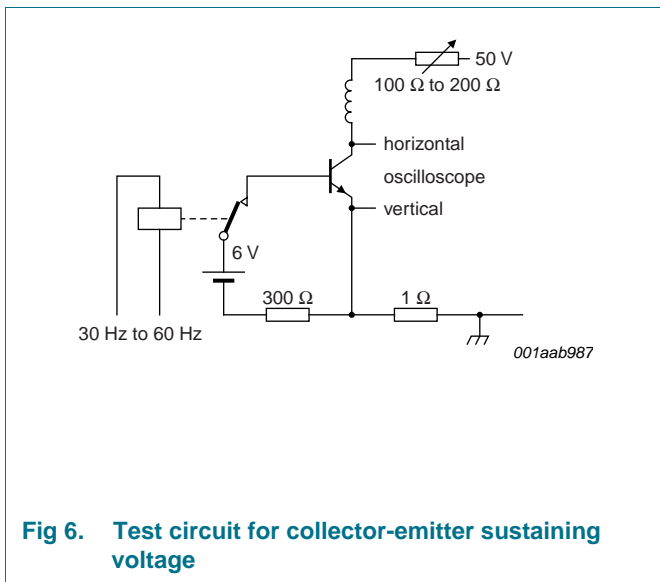 50 V
100 Ω to 200 Ω
horizontal
oscilloscope
vertical
6 V
300 Ω
1 Ω
30 Hz to 60 Hz
001aab987
Fig 6. Test circuit for collector-emitter sustaining
voltage